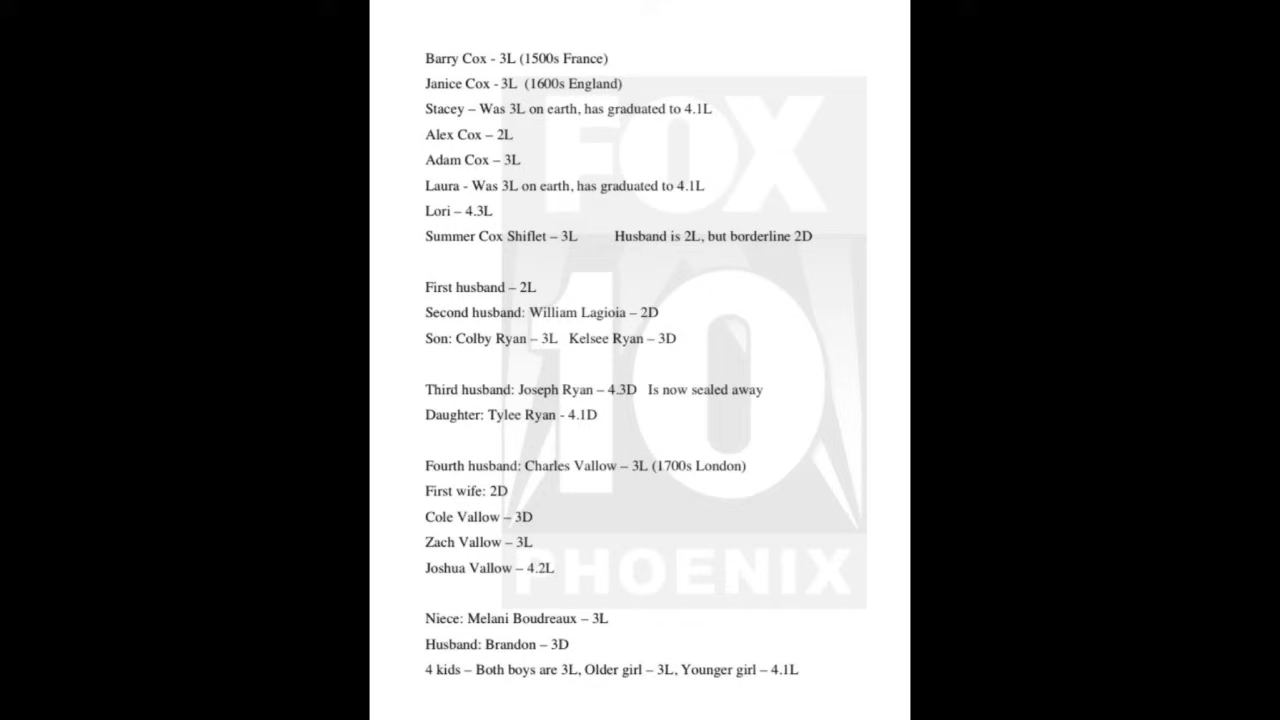 Barry Cox - 3L (1500s France)
Janice Cox - 3L (1600s England)
Stacey – Was 3L on earth, has graduated to 4.1L
Alex Cox – 2L
Adam Cox – 3L
Laura - Was 3L on earth, has graduated to 4.1L
Lori – 4.3L
Summer Cox Shiflet – 3L Husband is 2L, but borderline 2D
First husband – 2L
Second husband: William Lagioia – 2D
Son: Colby Ryan – 3L Kelsee Ryan – 3D
Third husband: Joseph Ryan – 4.3D Is now sealed away
Daughter: Tylee Ryan - 4.1D
Fourth husband: Charles Vallow – 3L (1700s London)
First wife: 2D
Cole Vallow – 3D
Zach Vallow – 3L
Joshua Vallow – 4.2L
Niece: Melani Boudreaux – 3L
Husband: Brandon – 3D
4 kids – Both boys are 3L, Older girl – 3L, Younger girl – 4.1L
FOX
10
PHOENIX